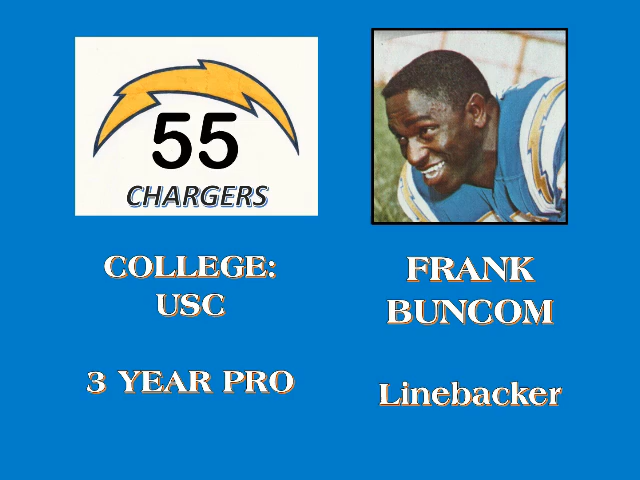 55
CHARGERS
COLLEGE:
USC
3 YEAR PRO
FRANK
BUNCOM
Linebacker